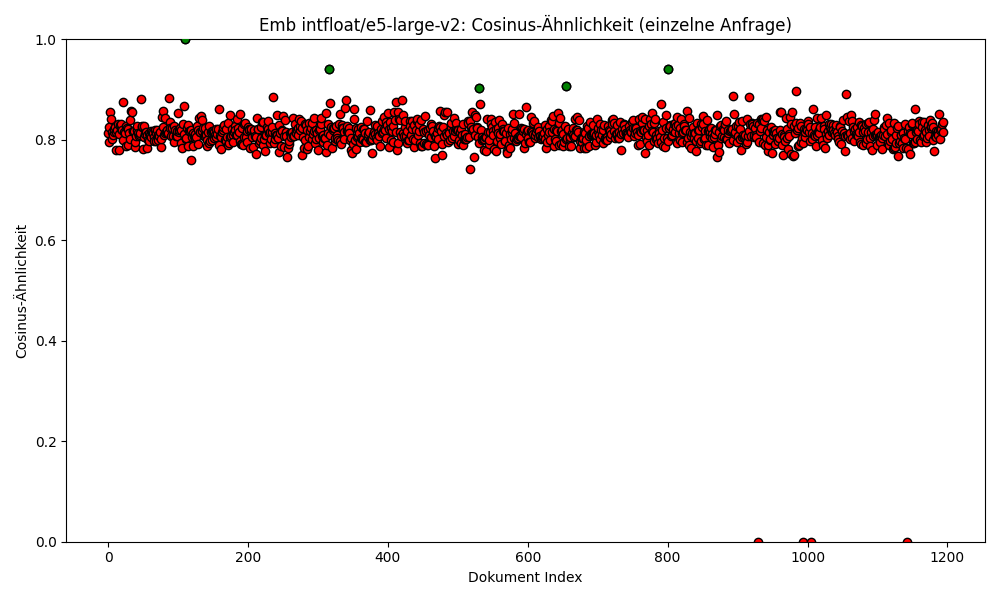 Emb intfloat/e5-large-v2: Cosinus-Ähnlichkeit (einzelne Anfrage)
1.0
0.8
0.6
0.4
0.2
0.0
Cosinus-Ähnlichkeit
0 200 400 600 800 1000 1200
Dokument Index